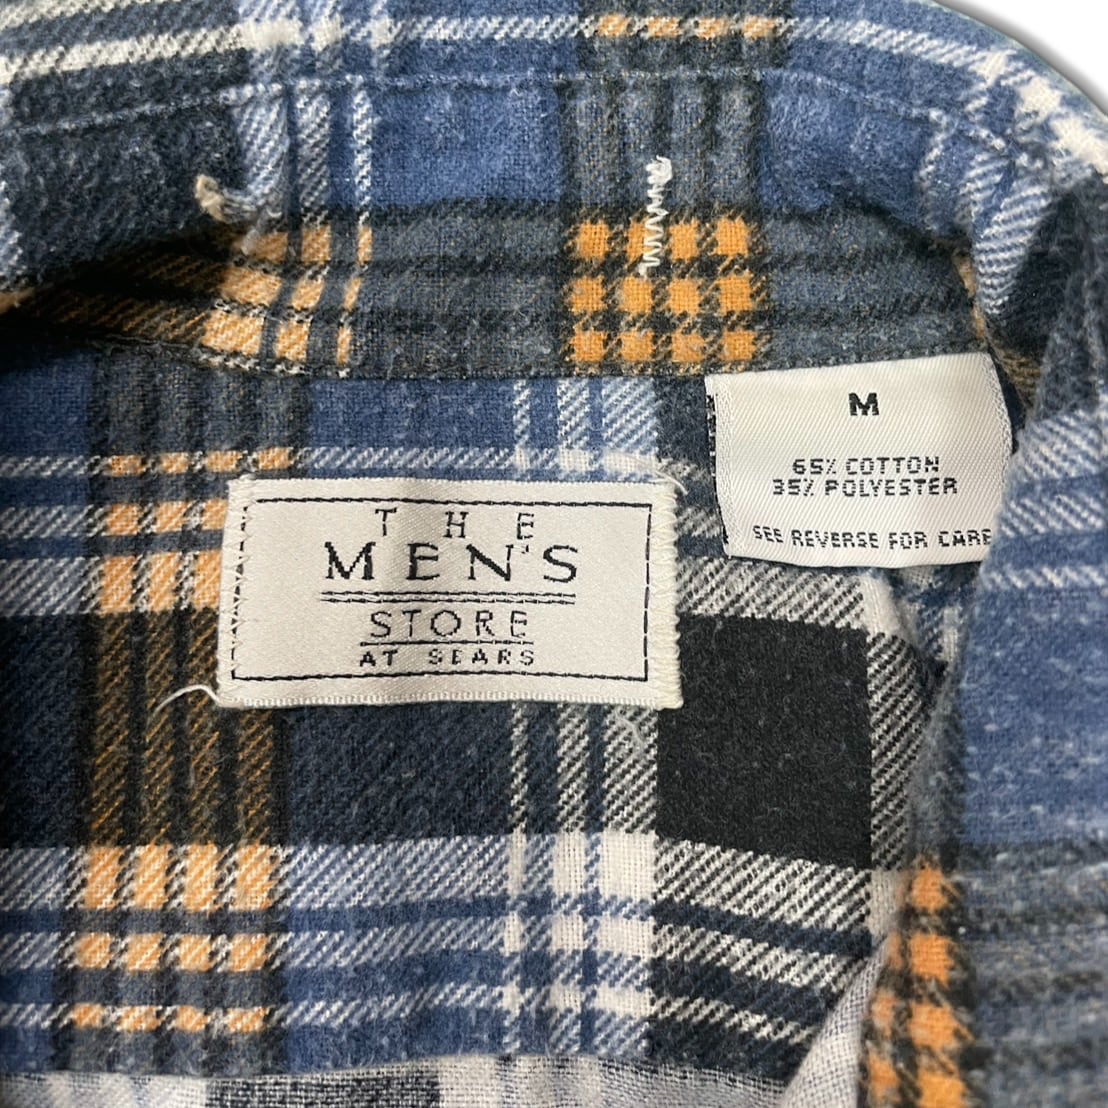 THE
MEN'S
STORE
AT SEARS
M
65% COTTON
35% POLYESTER
SEE REVERSE FOR CARE